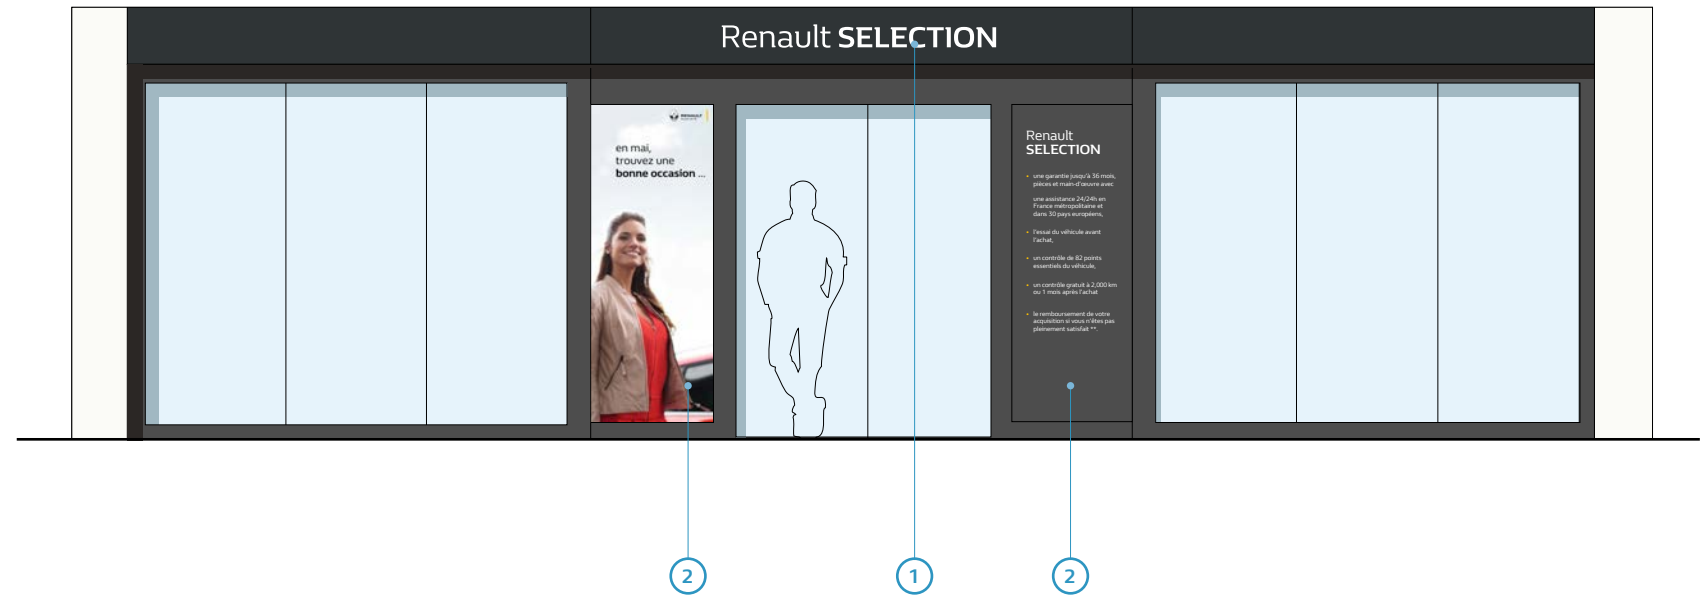 Renault SELECTION
RENAULT
en mai,
trouvez une
bonne occasion ...
Renault
SELECTION
• une garantie jusqu'à 36 mois,
pièces et main-d'œuvre avec
une assistance 24/24h en
France métropolitaine et
dans 30 pays européens,
• l'essai du véhicule avant
l'achat,
• un contrôle de 82 points
essentiels du véhicule,
• un contrôle gratuit à 2,000 km
ou 1 mois après l'achat
• le remboursement de votre
acquisition si vous n'êtes pas
pleinement satisfait **.
2
1
2